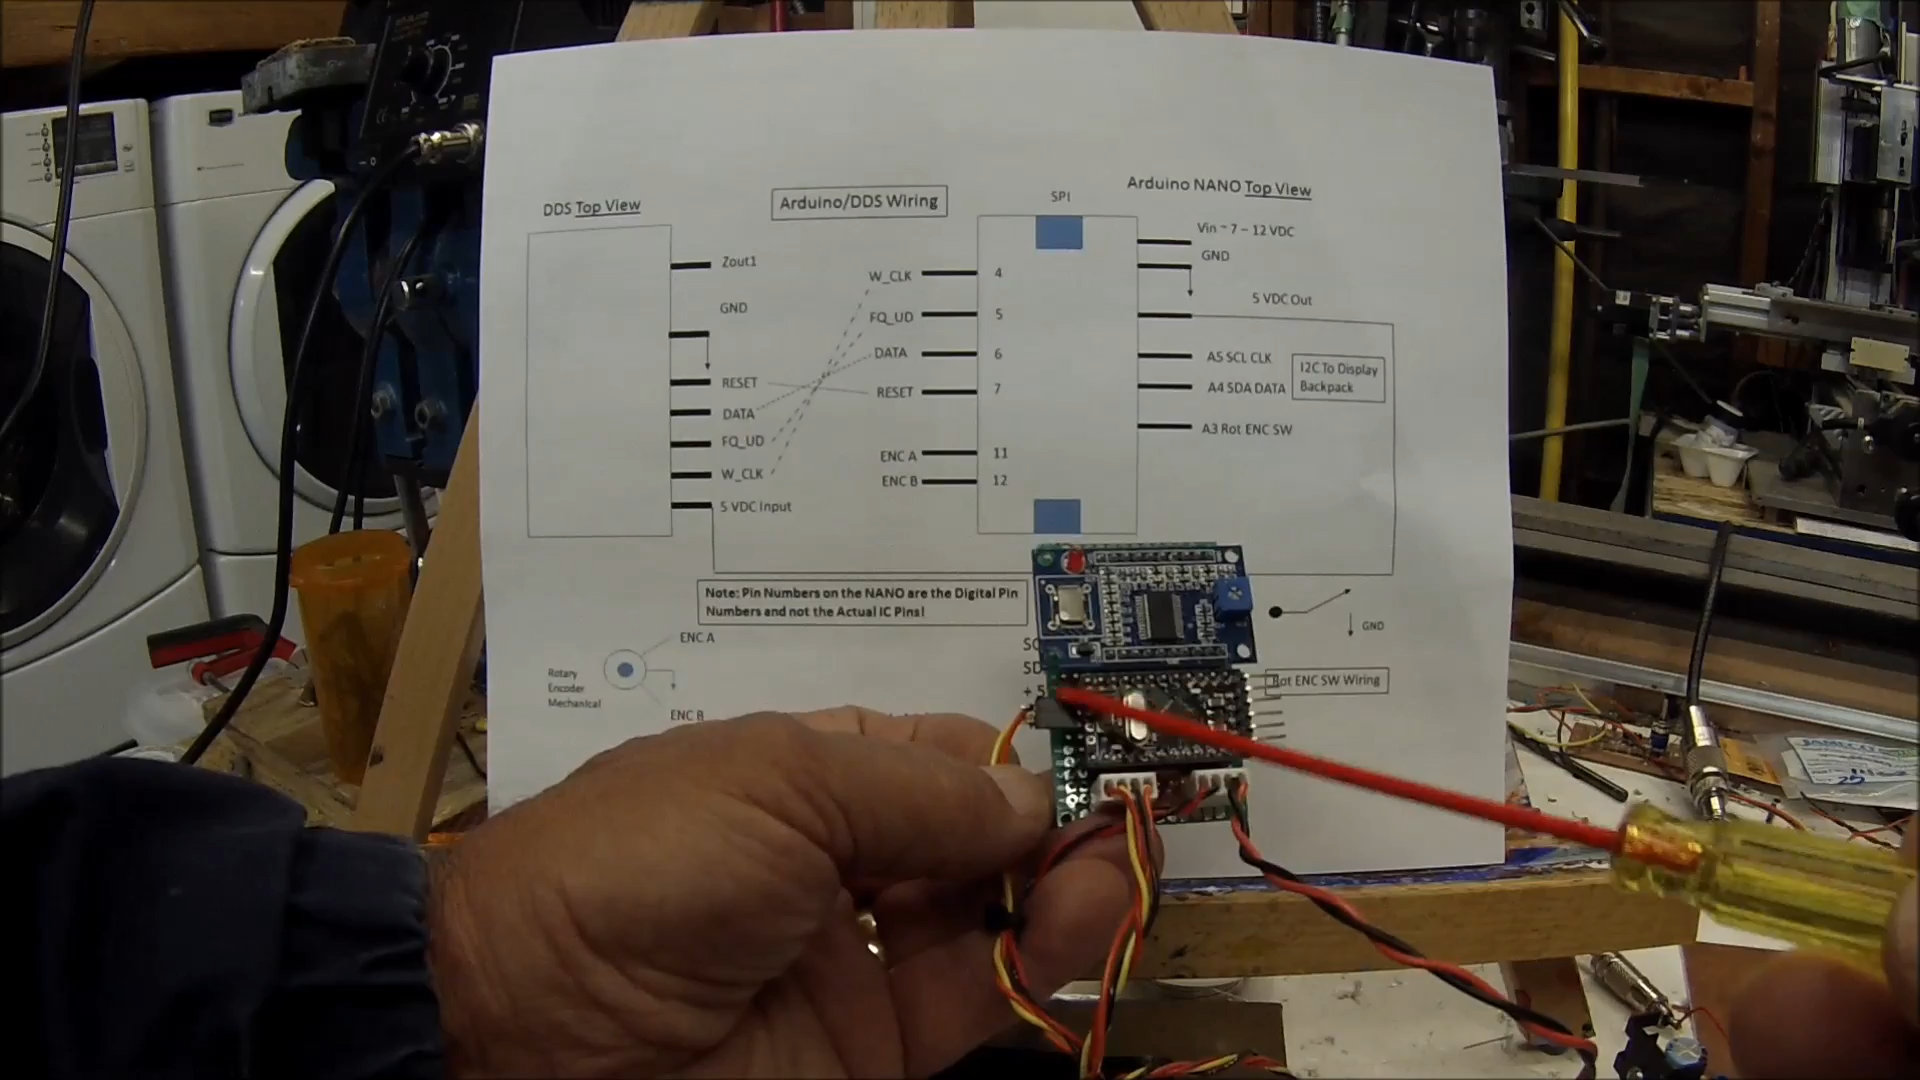 DDS Top View
Arduino/DDS Wiring
SPI
Arduino NANO Top View
Zout1
GND
RESET
DATA
FQ_UD
W_CLK
5 VDC Input
W_CLK
FQ_UD
DATA
RESET
ENC A
ENC B
4
5
6
7
11
12
Vin ~ 7 – 12 VDC
GND
5 VDC Out
A5 SCL CLK
A4 SDA DATA
A3 Rot ENC SW
I2C To Display
Backpack
Note: Pin Numbers on the NANO are the Digital Pin
Numbers and not the Actual IC Pins!
ENC A
Rotary
Encoder
Mechanical
ENC B
SD
+ 5
GND
Rot ENC SW Wiring